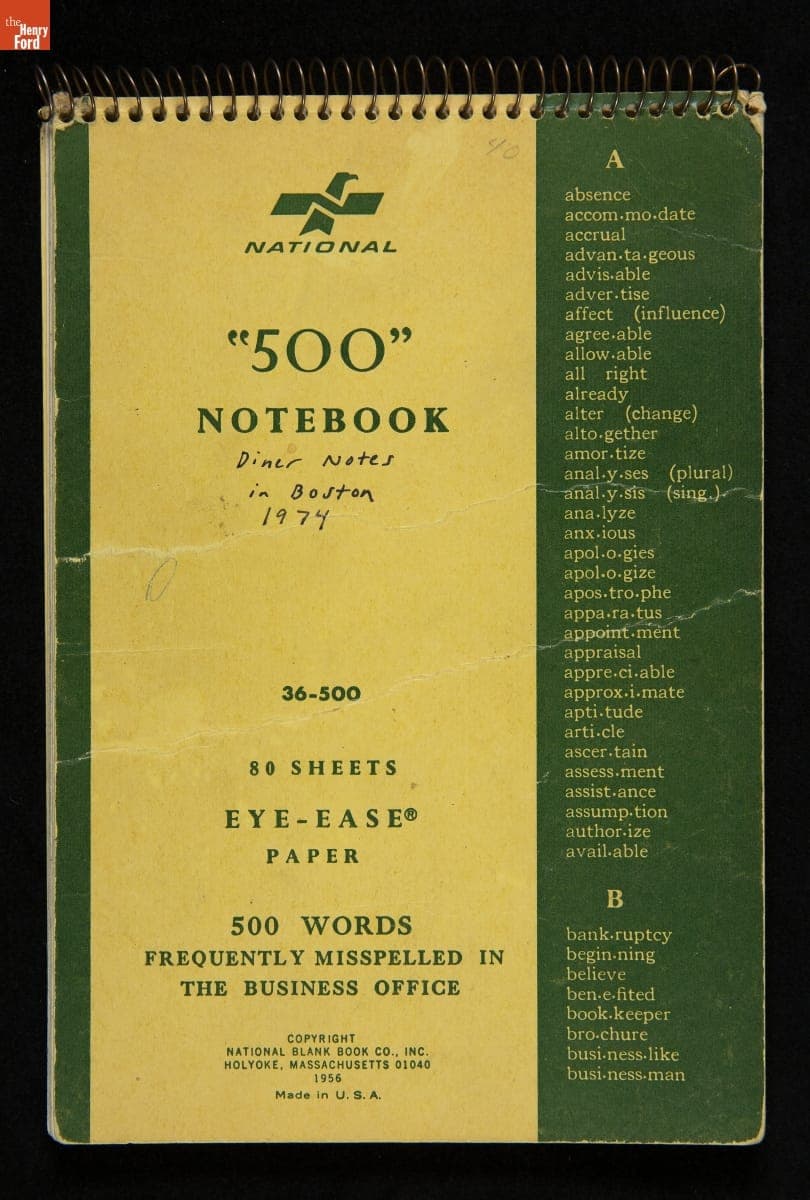 the
Henry
Ford
40
NATIONAL
"500"
NOTEBOOK
Diner Notes
in Boston
1974
36-500
80 SHEETS
EYE-EASE®
PAPER
500 WORDS
FREQUENTLY MISSPELLED IN
THE BUSINESS OFFICE
COPYRIGHT
NATIONAL BLANK BOOK CO., INC.
HOLYOKE, MASSACHUSETTS 01040
1956
Made in U. S. A.
A
absence
accom·mo·date
accrual
advan·ta·geous
advis·able
adver·tise
affect (influence)
agree·able
allow·able
all right
already
alter (change)
alto·gether
amor·tize
anal·y·ses (plural)
anal·y·sis (sing.)
ana·lyze
anx·ious
apol·o·gies
apol·o·gize
apos·tro·phe
appa·ra·tus
appoint·ment
appraisal
appre·ci·able
approx·i·mate
apti·tude
arti·cle
ascer·tain
assess·ment
assist·ance
assump·tion
author·ize
avail·able
B
bank·ruptcy
begin·ning
believe
ben·e·fited
book·keeper
bro·chure
busi·ness·like
busi·ness·man